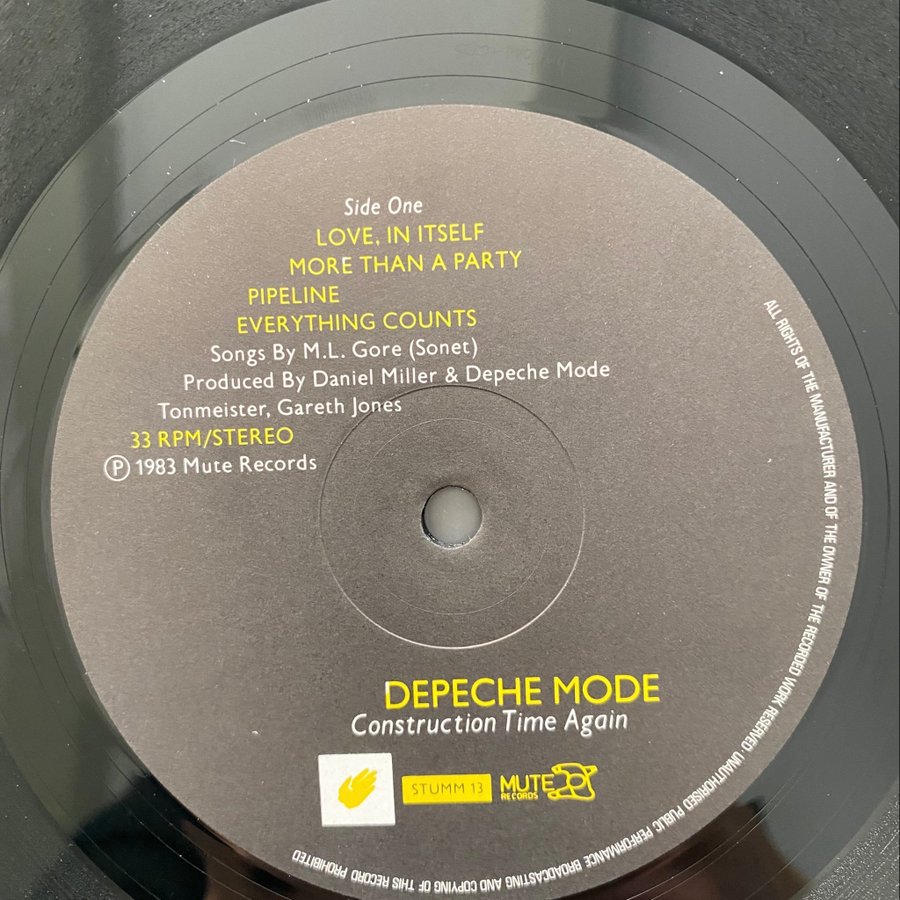 Side One
LOVE, IN ITSELF
MORE THAN A PARTY
PIPELINE
EVERYTHING COUNTS
Songs By M.L. Gore (Sonet)
Produced By Daniel Miller & Depeche Mode
Tonmeister, Gareth Jones
33 RPM/STEREO
Ⓟ 1983 Mute Records
DEPECHE MODE
Construction Time Again
STUMM 13
MUTE
RECORDS
ALL RIGHTS OF THE MANUFACTURER AND OF THE OWNER OF THE RECORDED WORK RESERVED· UNAUTHORISED PUBLIC PERFORMANCE BROADCASTING AND COPYING OF THIS RECORD PROHIBITED